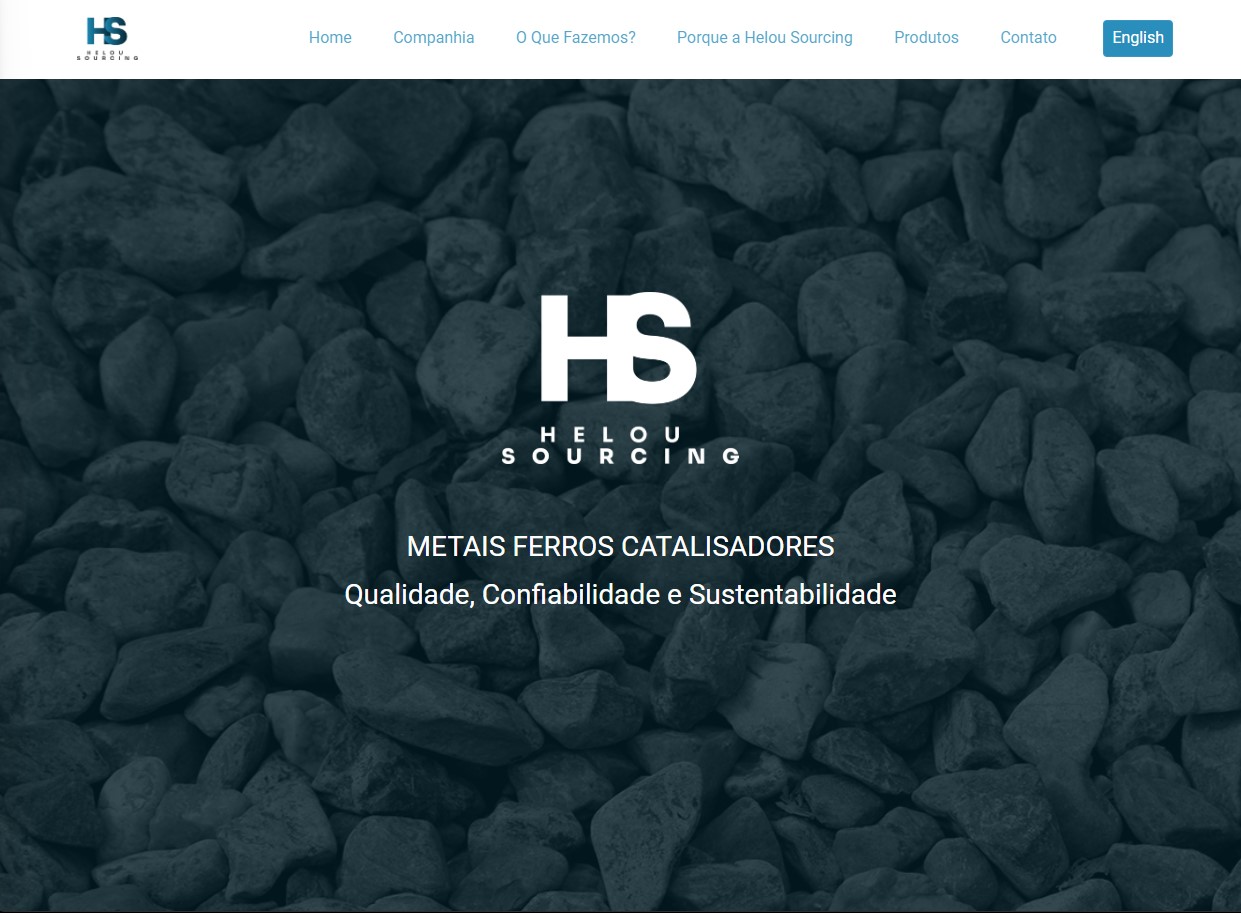 HS
HELOU
SOURCING
Home
Companhia
O Que Fazemos?
Porque a Helou Sourcing
Produtos
Contato
English
HS
HELOU
SOURCING
METAIS FERROS CATALISADORES
Qualidade, Confiabilidade e Sustentabilidade